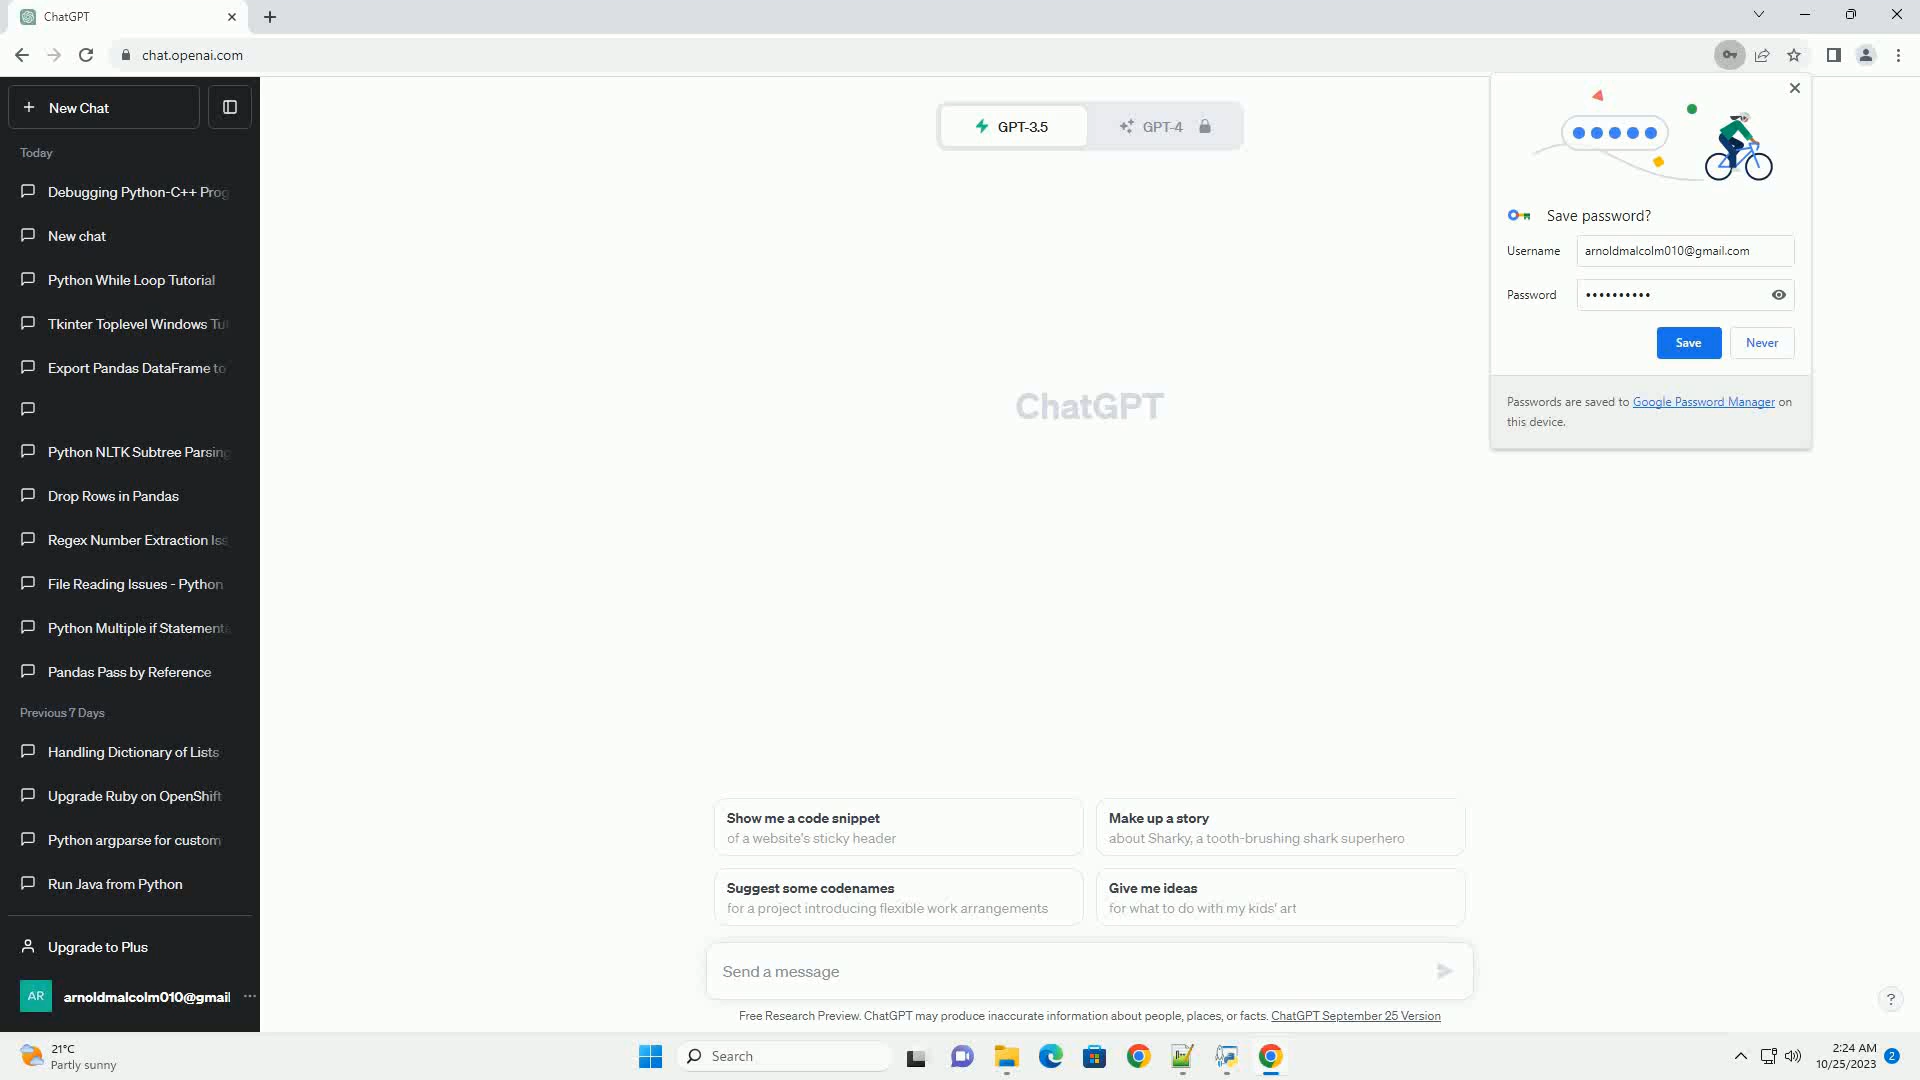 ChatGPT
chat.openai.com
New Chat
Today
Debugging Python-C++ Prog
New chat
Python While Loop Tutorial
Tkinter Toplevel Windows Tu
Export Pandas DataFrame to
Python NLTK Subtree Parsing
Drop Rows in Pandas
Regex Number Extraction Iss
File Reading Issues - Python
Python Multiple if Statement
Pandas Pass by Reference
Previous 7 Days
Handling Dictionary of Lists
Upgrade Ruby on OpenShift
Python argparse for custom
Run Java from Python
Upgrade to Plus
AR arnoldmalcolm010@gmail
GPT-3.5 GPT-4
ChatGPT
Show me a code snippet
of a website's sticky header
Make up a story
about Sharky, a tooth-brushing shark superhero
Suggest some codenames
for a project introducing flexible work arrangements
Give me ideas
for what to do with my kids' art
Send a message
Free Research Preview. ChatGPT may produce inaccurate information about people, places, or facts. ChatGPT September 25 Version
?
Save password?
Username arnoldmalcolm010@gmail.com
Password ••••••••••
Save Never
Passwords are saved to Google Password Manager on
this device.
21°C
Partly sunny
Search
2:24 AM
10/25/2023
2